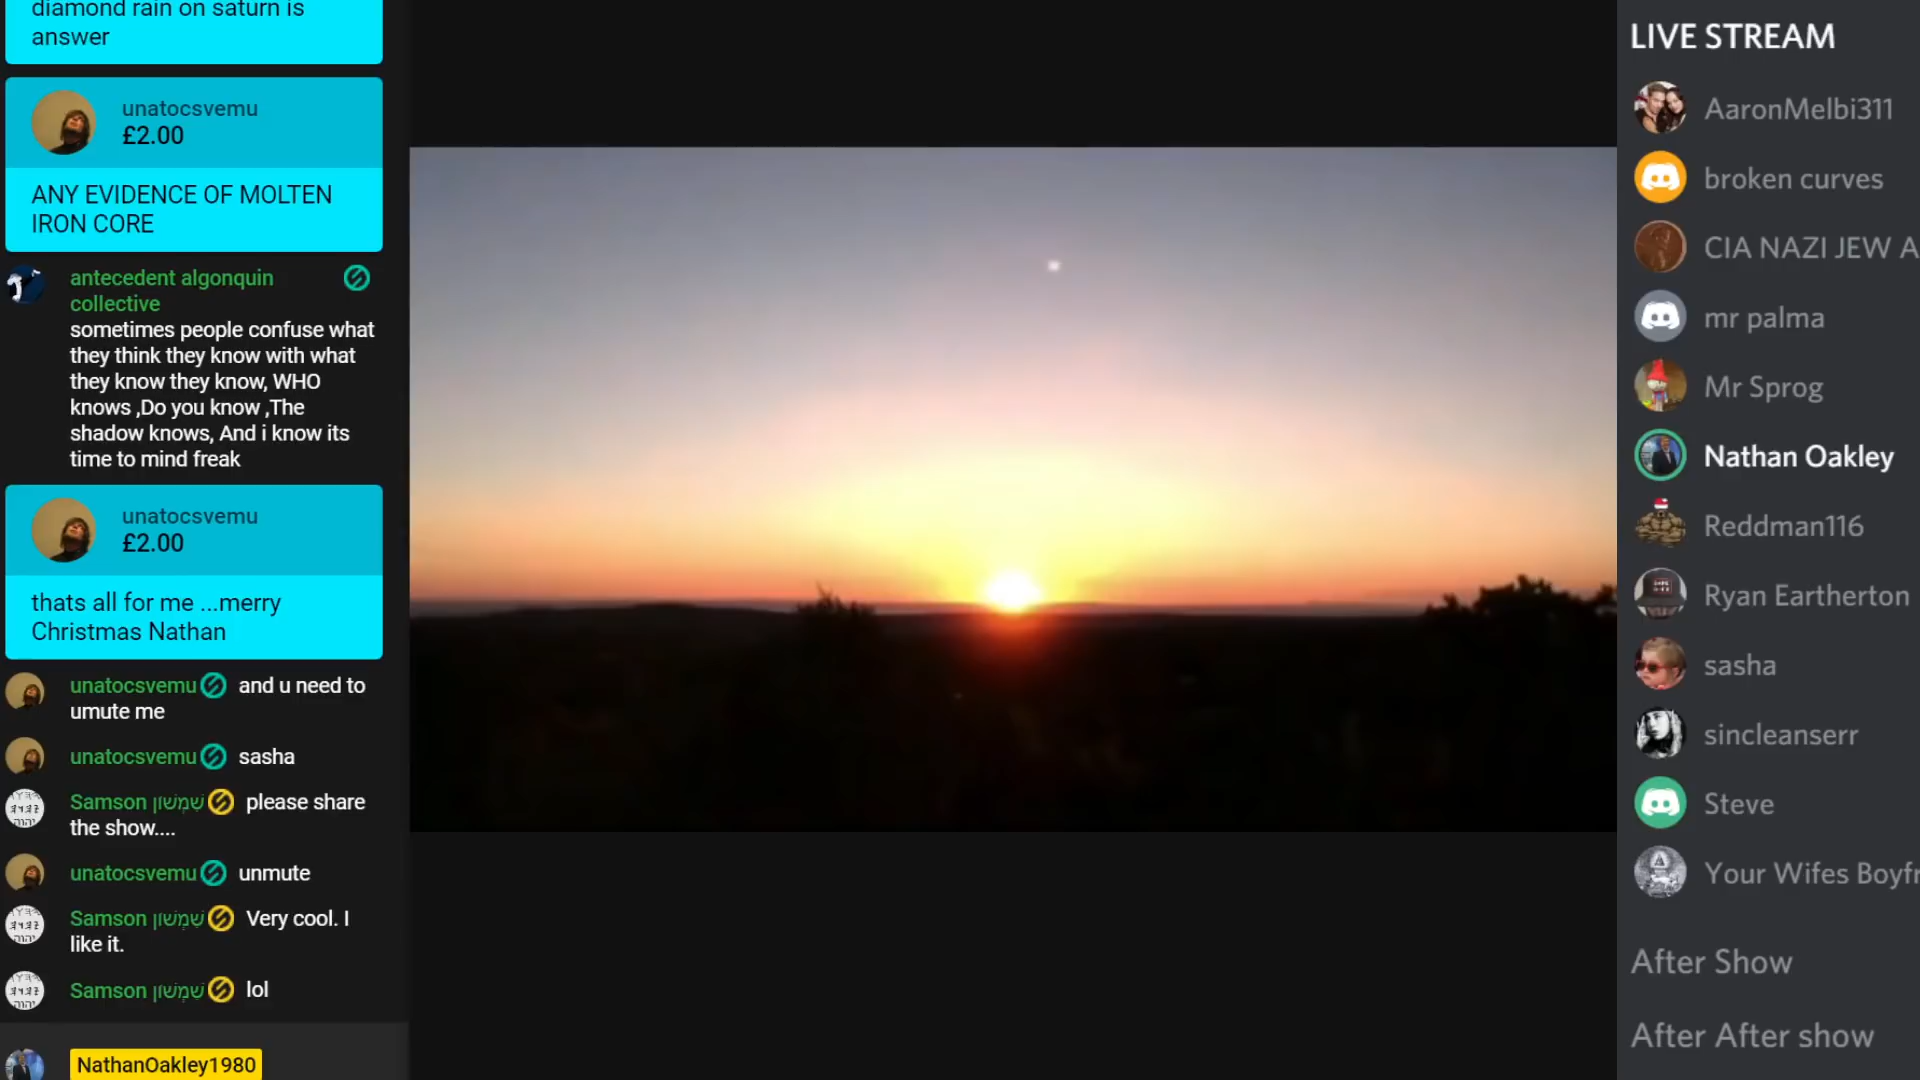 diamond rain on saturn is
answer
unatocsvemu
£2.00
ANY EVIDENCE OF MOLTEN
IRON CORE
antecedent algonquin
collective
sometimes people confuse what
they think they know with what
they know they know, WHO
knows ,Do you know ,The
shadow knows, And i know its
time to mind freak
unatocsvemu
£2.00
thats all for me ...merry
Christmas Nathan
unatocsvemu and u need to
umute me
unatocsvemu sasha
Samson שִׁמְשׁוֹן please share
the show....
unatocsvemu unmute
Samson שִׁמְשׁוֹן Very cool. I
like it.
Samson שִׁמְשׁוֹן lol
NathanOakley1980
LIVE STREAM
AaronMelbi311
broken curves
CIA NAZI JEW A
mr palma
Mr Sprog
Nathan Oakley
Reddman116
Ryan Eartherton
sasha
sincleanserr
Steve
Your Wifes Boyfr
After Show
After After show